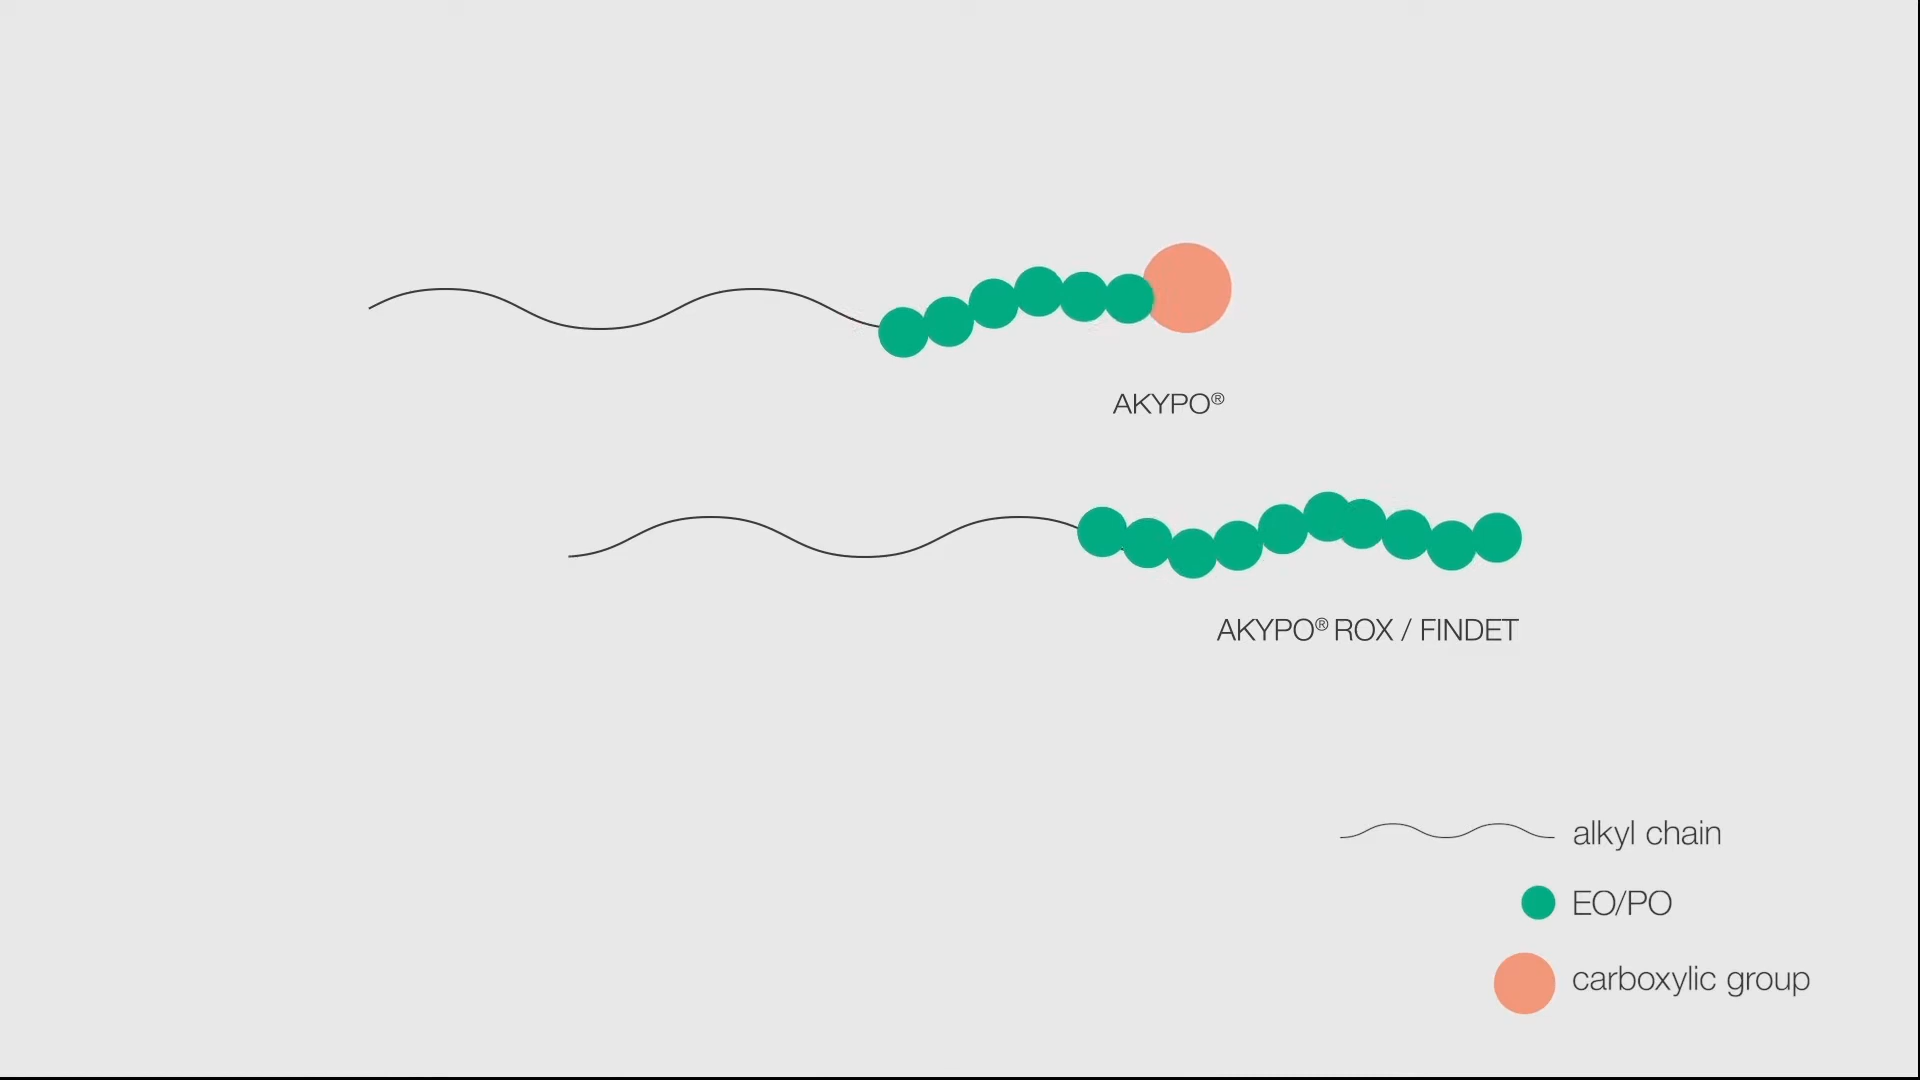 AKYPO®
AKYPO® ROX / FINDET
alkyl chain
EO/PO
carboxylic group